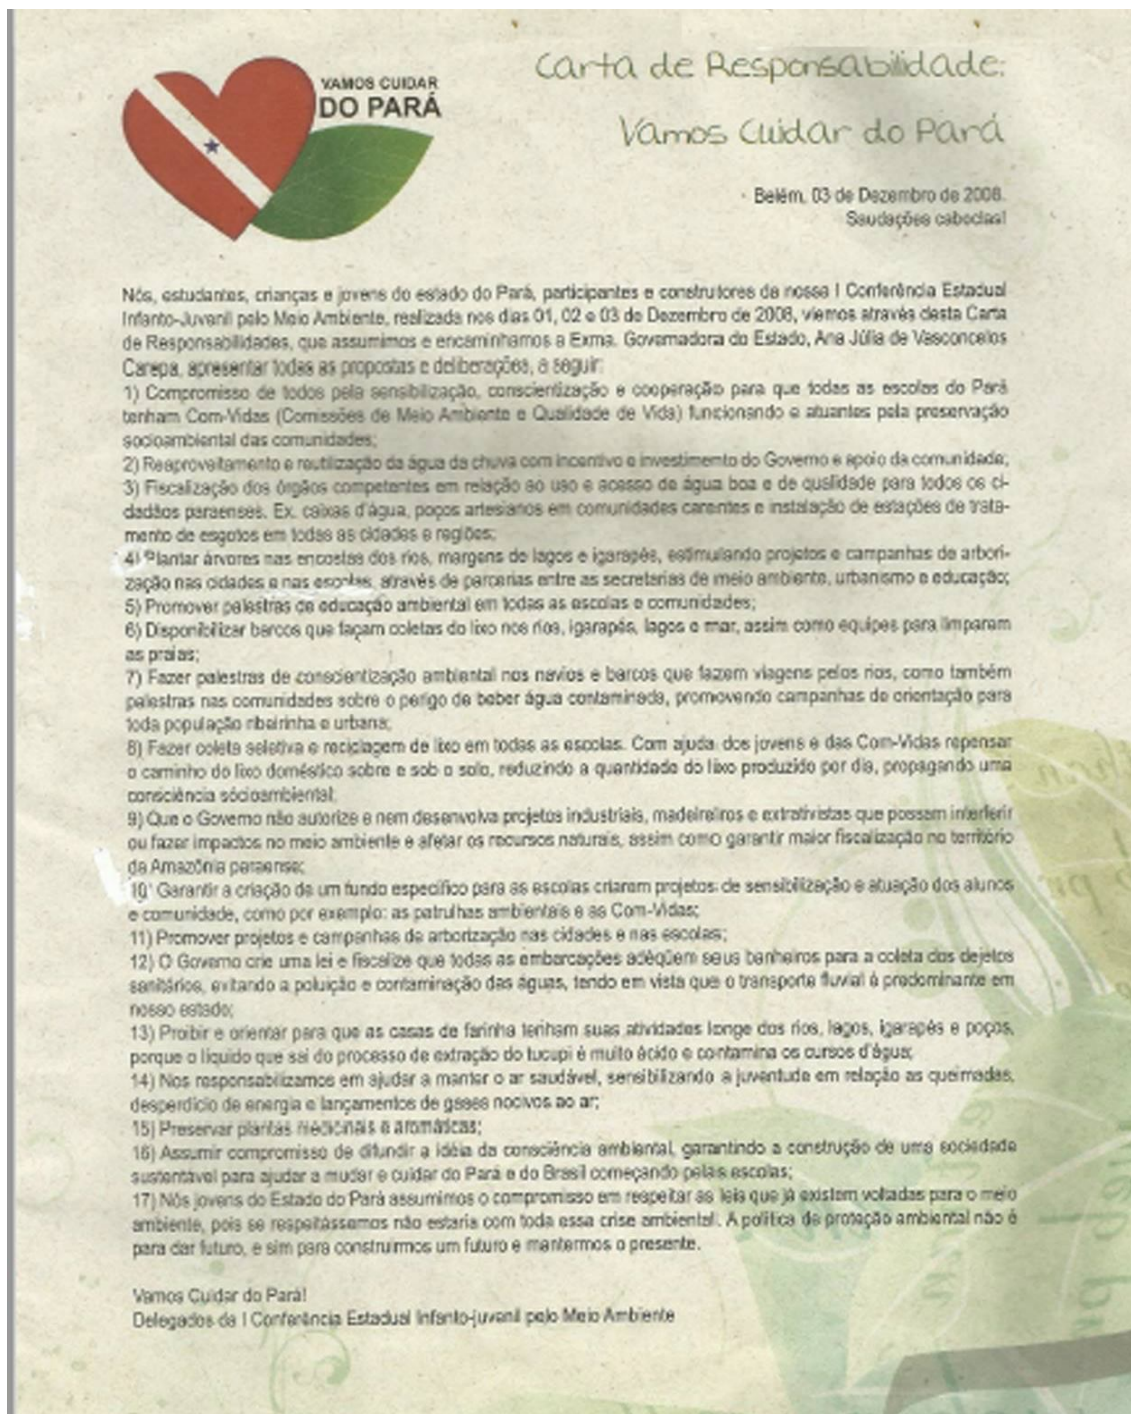 VAMOS CUIDAR
DO PARÁ
Carta de Responsabilidade:
Vamos Cuidar do Pará
Belém, 03 de Dezembro de 2008.
Saudações caboclas!
Nós, estudantes, crianças e jovens do estado do Pará, participantes e construtores da nossa I Conferência Estadual
Infanto-Juvenil pelo Meio Ambiente, realizada nos dias 01, 02 e 03 de Dezembro de 2008, viemos através desta Carta
de Responsabilidades, que assumimos e encaminhamos a Exma. Governadora do Estado, Ana Júlia de Vasconcelos
Carepa, apresentar todas as propostas e deliberações, a seguir:
1) Compromisso de todos pela sensibilização, conscientização e cooperação para que todas as escolas do Pará
tenham Com-Vidas (Comissões de Meio Ambiente e Qualidade de Vida) funcionando e atuantes pela preservação
socioambiental das comunidades;
2) Reaproveitamento e reutilização da água da chuva com incentivo e investimento do Governo e apoio da comunidade;
3) Fiscalização dos órgãos competentes em relação ao uso e acesso de água boa e de qualidade para todos os ci-
dadãos paraenses. Ex. caixas d'água, poços artesianos em comunidades carentes e instalação de estações de trata-
mento de esgotos em todas as cidades e regiões;
4) Plantar árvores nas encostas dos rios, margens de lagos e igarapés, estimulando projetos e campanhas de arbori-
zação nas cidades e nas escolas, através de parcerias entre as secretarias de meio ambiente, urbanismo e educação;
5) Promover palestras de educação ambiental em todas as escolas e comunidades;
6) Disponibilizar barcos que façam coletas do lixo nos rios, igarapés, lagos e mar, assim como equipes para limparem
as praias;
7) Fazer palestras de conscientização ambiental nos navios e barcos que fazem viagens pelos rios, como também
palestras nas comunidades sobre o perigo de beber água contaminada, promovendo campanhas de orientação para
toda população ribeirinha e urbana;
8) Fazer coleta seletiva e reciclagem de lixo em todas as escolas. Com ajuda dos jovens e das Com-Vidas repensar
o caminho do lixo doméstico sobre e sob o solo, reduzindo a quantidade do lixo produzido por dia, propagando uma
consciência sócioambiental;
9) Que o Governo não autorize e nem desenvolva projetos industriais, madeireiros e extrativistas que possam interferir
ou fazer impactos no meio ambiente e afetar os recursos naturais, assim como garantir maior fiscalização no território
da Amazônia paraense;
10) Garantir a criação de um fundo específico para as escolas criarem projetos de sensibilização e atuação dos alunos
e comunidade, como por exemplo: as patrulhas ambientais e as Com-Vidas;
11) Promover projetos e campanhas de arborização nas cidades e nas escolas;
12) O Governo crie uma lei e fiscalize que todas as embarcações adéqüem seus banheiros para a coleta dos dejetos
sanitários, evitando a poluição e contaminação das águas, tendo em vista que o transporte fluvial é predominante em
nosso estado;
13) Proibir e orientar para que as casas de farinha tenham suas atividades longe dos rios, lagos, igarapés e poços,
porque o líquido que sai do processo de extração do tucupi é muito ácido e contamina os cursos d'água;
14) Nos responsabilizamos em ajudar a manter o ar saudável, sensibilizando a juventude em relação as queimadas,
desperdício de energia e lançamentos de gases nocivos ao ar;
15) Preservar plantas medicinais e aromáticas;
16) Assumir compromisso de difundir a idéia da consciência ambiental, garantindo a construção de uma sociedade
sustentável para ajudar a mudar e cuidar do Pará e do Brasil começando pelas escolas;
17) Nós jovens do Estado do Pará assumimos o compromisso em respeitar as leis que já existem voltadas para o meio
ambiente, pois se respeitássemos não estaria com toda essa crise ambiental. A política de proteção ambiental não é
para dar futuro, e sim para construirmos um futuro e mantermos o presente.
Vamos Cuidar do Pará!
Delegados da I Conferência Estadual Infanto-juvenil pelo Meio Ambiente